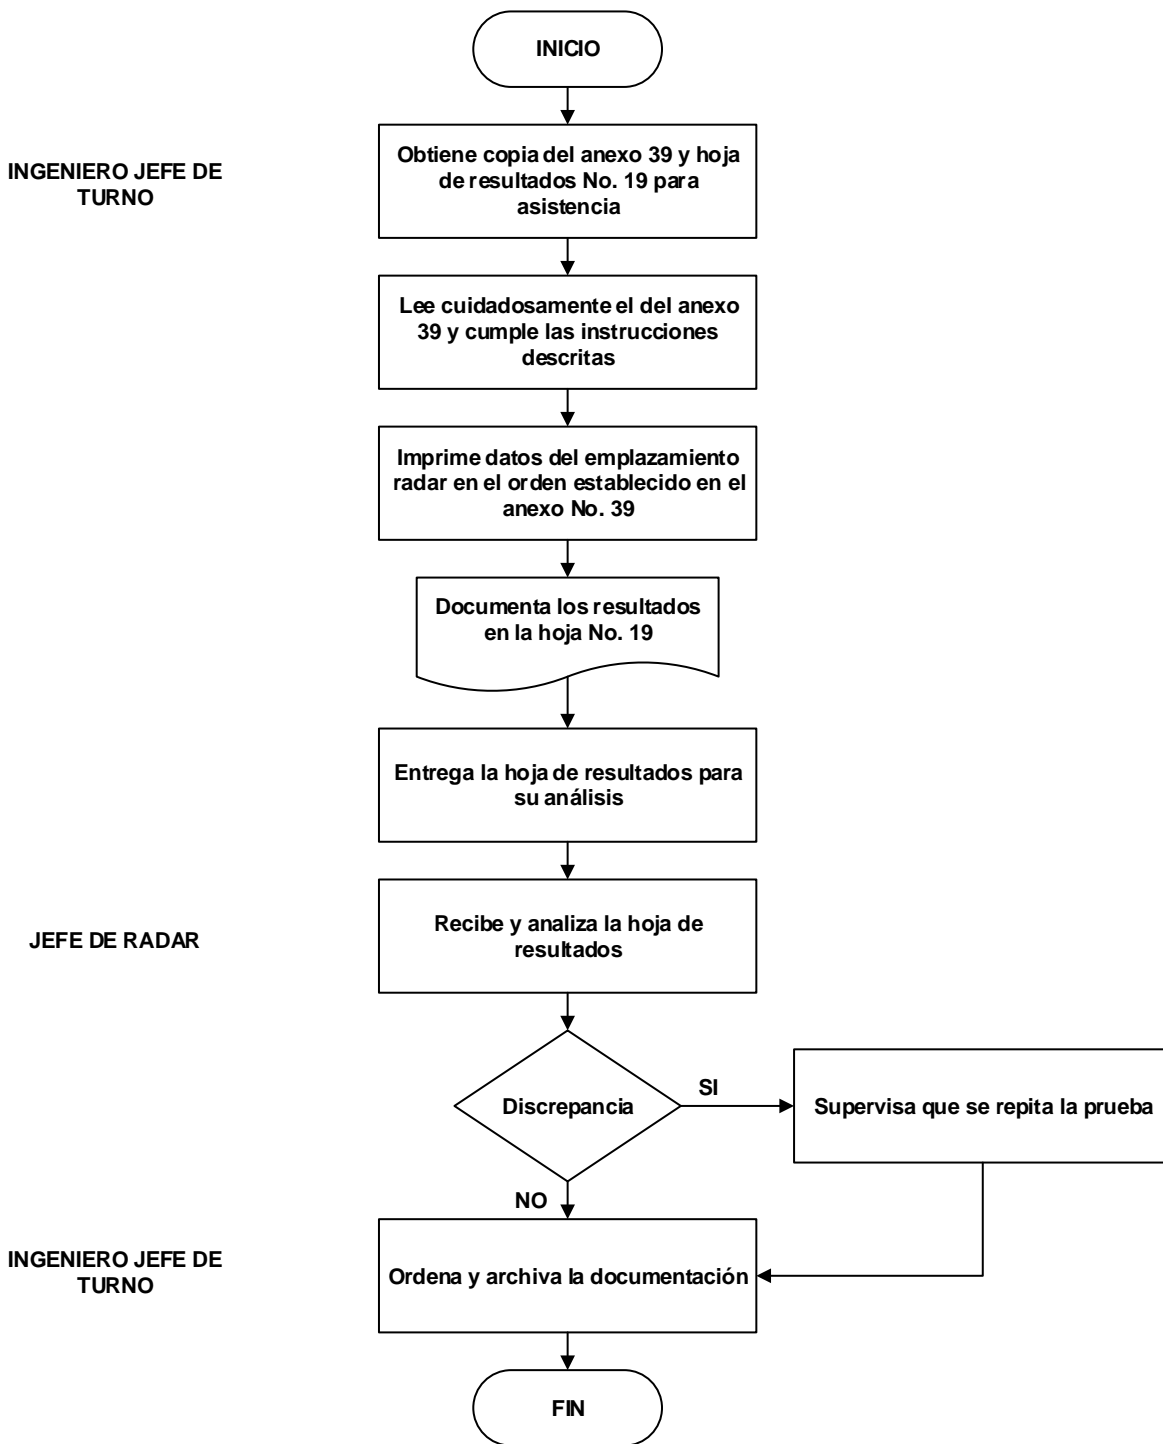 INICIO
INGENIERO JEFE DE
TURNO
Obtiene copia del anexo 39 y hoja
de resultados No. 19 para
asistencia
Lee cuidadosamente el del anexo
39 y cumple las instrucciones
descritas
Imprime datos del emplazamiento
radar en el orden establecido en el
anexo No. 39
Documenta los resultados
en la hoja No. 19
Entrega la hoja de resultados para
su análisis
JEFE DE RADAR
Recibe y analiza la hoja de
resultados
Discrepancia
SI
Supervisa que se repita la prueba
NO
INGENIERO JEFE DE
TURNO
Ordena y archiva la documentación
FIN